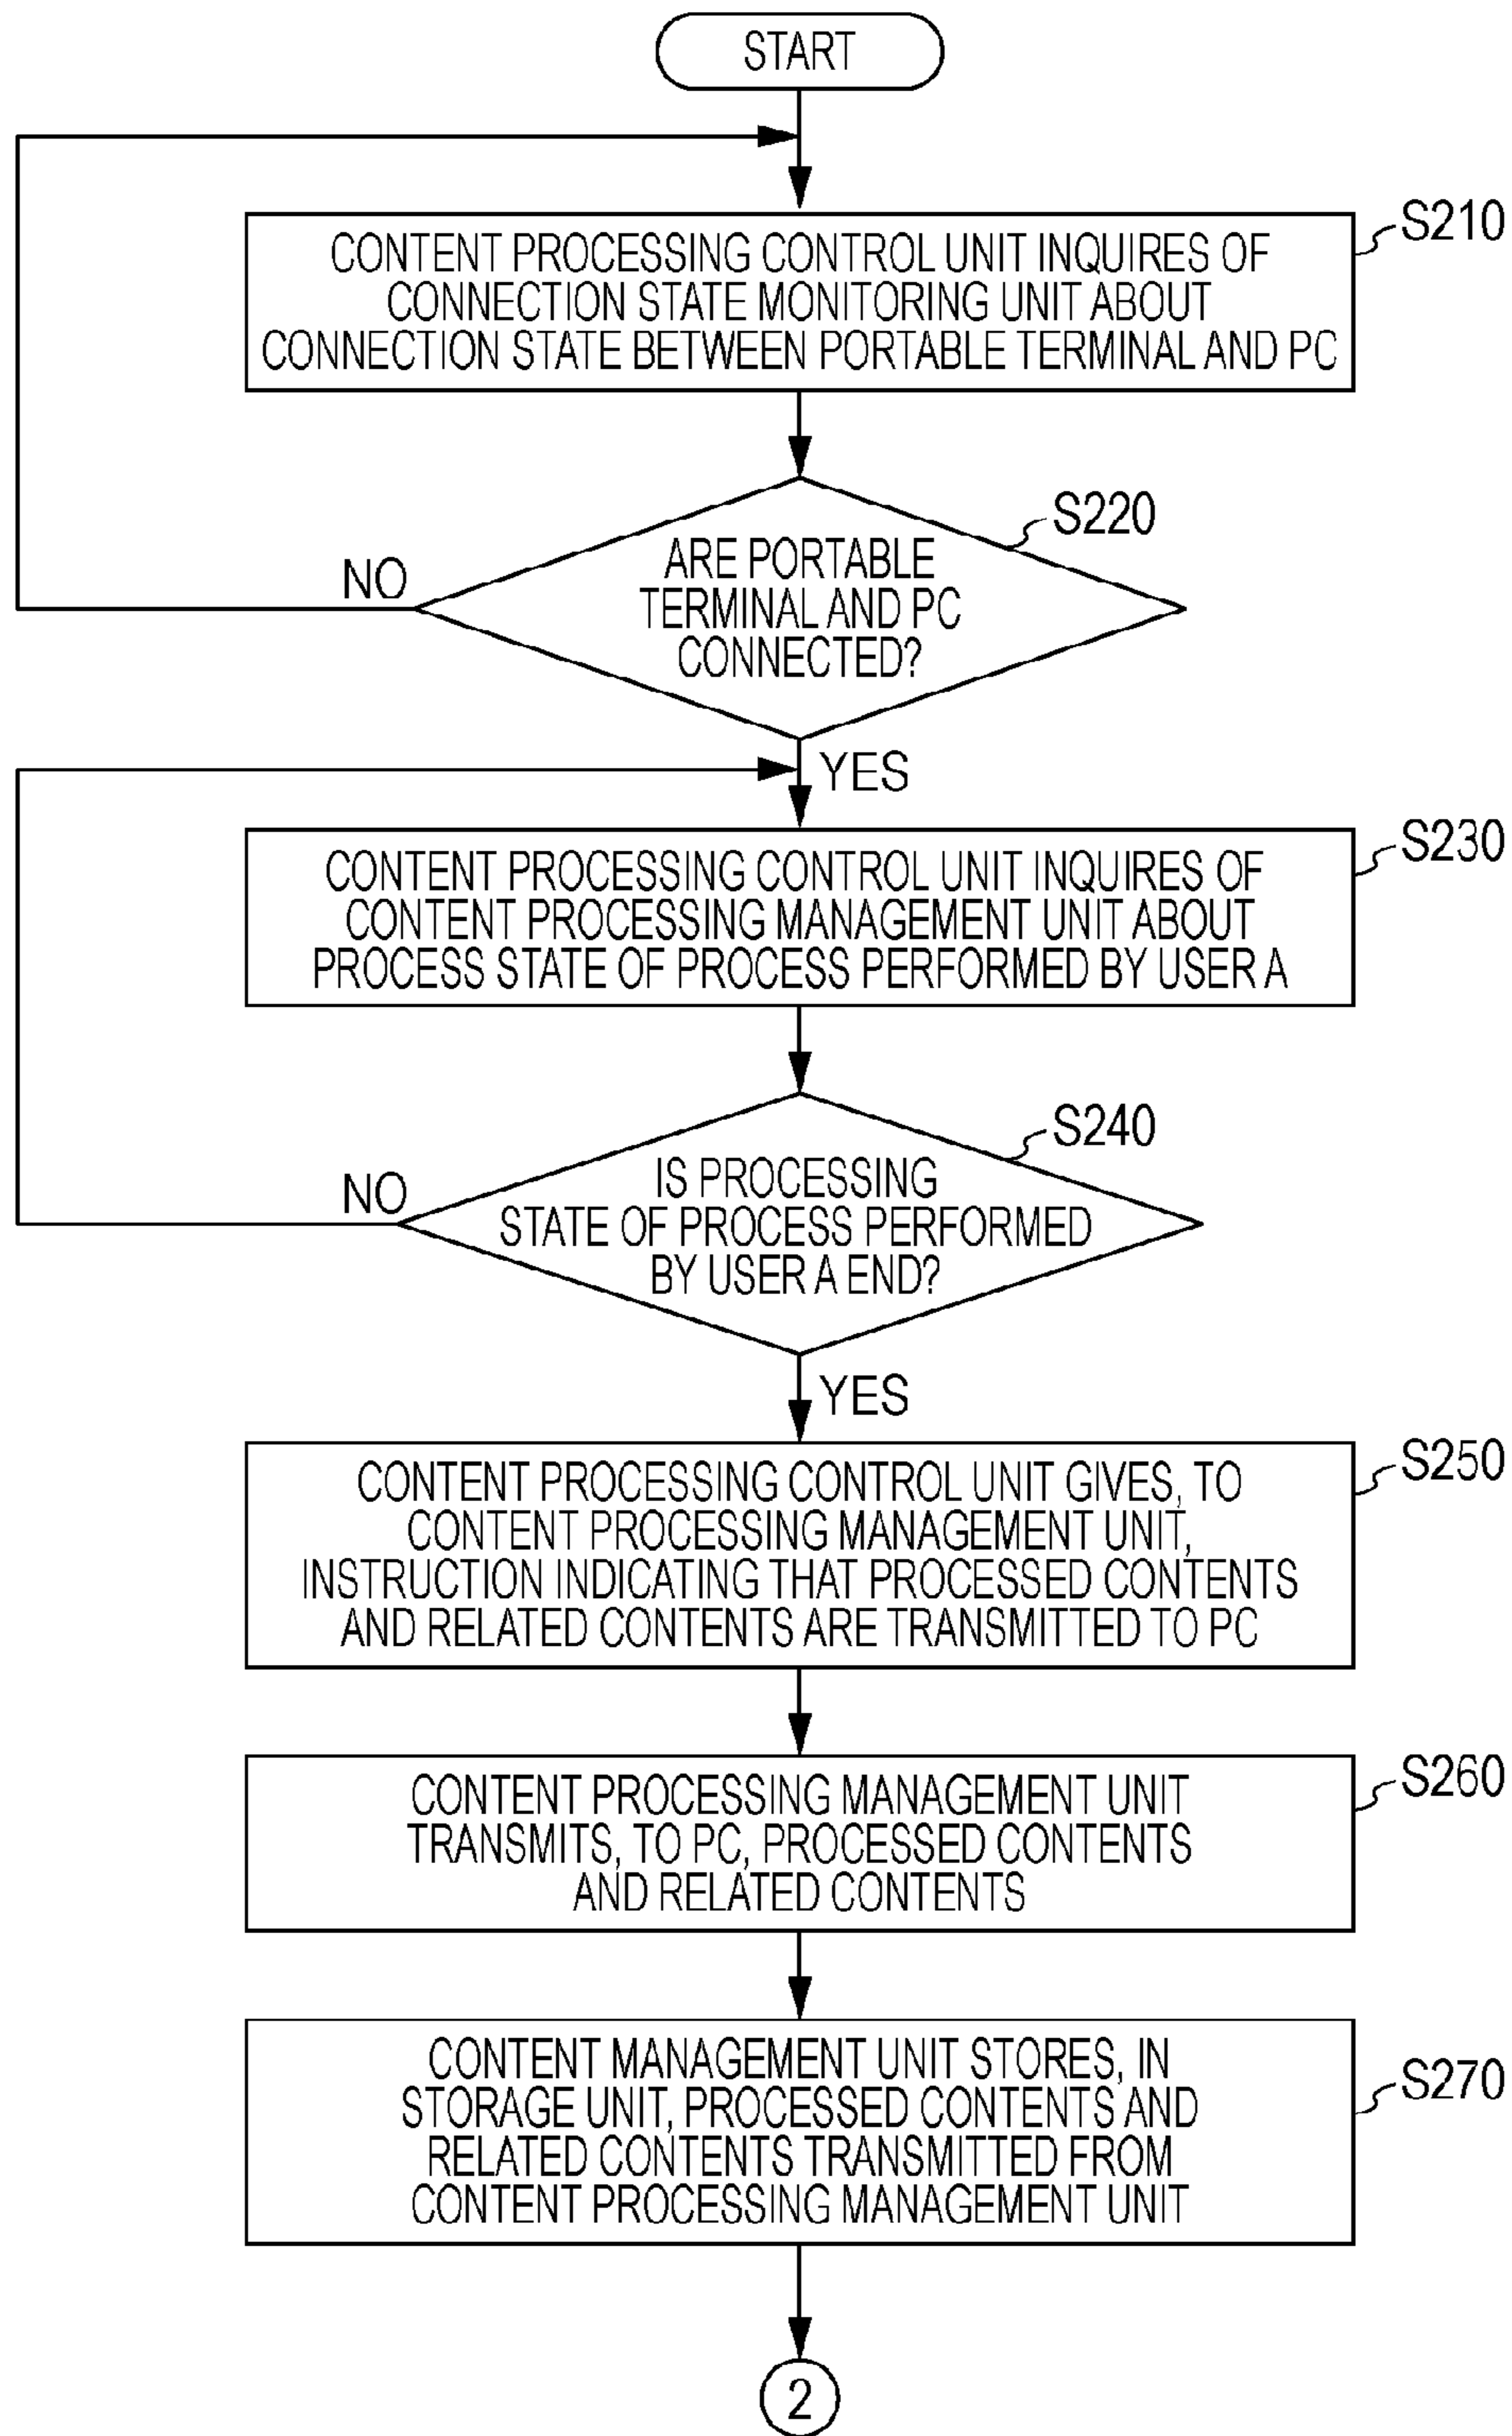 START
S210
CONTENT PROCESSING CONTROL UNIT INQUIRES OF
CONNECTION STATE MONITORING UNIT ABOUT
CONNECTION STATE BETWEEN PORTABLE TERMINAL AND PC
S220
ARE PORTABLE
TERMINAL AND PC
CONNECTED?
NO
YES
S230
CONTENT PROCESSING CONTROL UNIT INQUIRES OF
CONTENT PROCESSING MANAGEMENT UNIT ABOUT
PROCESS STATE OF PROCESS PERFORMED BY USER A
S240
IS PROCESSING
STATE OF PROCESS PERFORMED
BY USER A END?
NO
YES
S250
CONTENT PROCESSING CONTROL UNIT GIVES, TO
CONTENT PROCESSING MANAGEMENT UNIT,
INSTRUCTION INDICATING THAT PROCESSED CONTENTS
AND RELATED CONTENTS ARE TRANSMITTED TO PC
S260
CONTENT PROCESSING MANAGEMENT UNIT
TRANSMITS, TO PC, PROCESSED CONTENTS
AND RELATED CONTENTS
S270
CONTENT MANAGEMENT UNIT STORES, IN
STORAGE UNIT, PROCESSED CONTENTS AND
RELATED CONTENTS TRANSMITTED FROM
CONTENT PROCESSING MANAGEMENT UNIT
2